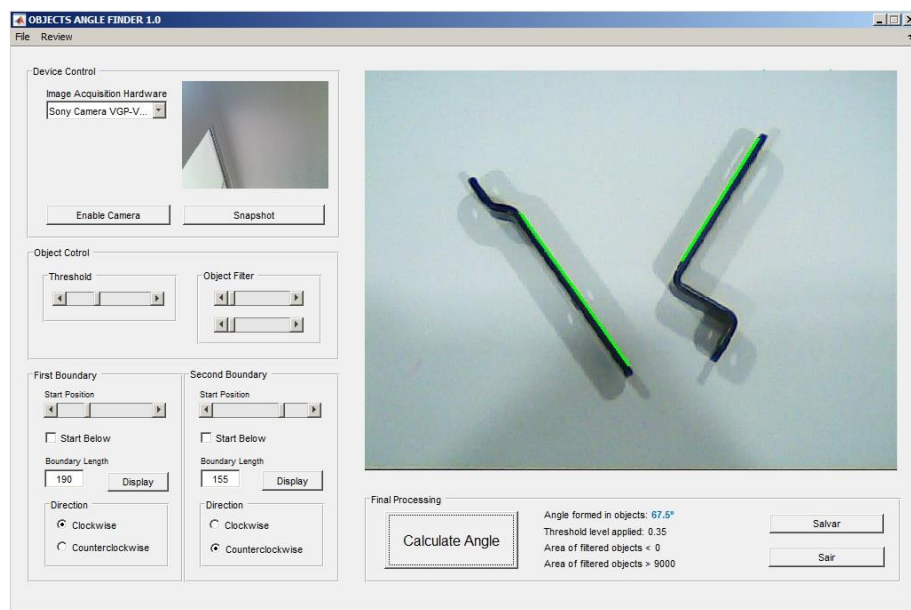 OBJECTS ANGLE FINDER 1.0
File Review
Device Control
Image Acquisition Hardware
Sony Camera VGP-V...
Enable Camera
Snapshot
Object Cotrol
Threshold
Object Filter
First Boundary
Start Position
Start Below
Boundary Length
190
Display
Direction
Clockwise
Counterclockwise
Second Boundary
Start Position
Start Below
Boundary Length
155
Display
Direction
Clockwise
Counterclockwise
Final Processing
Calculate Angle
Angle formed in objects: 67.5º
Threshold level applied: 0.35
Area of filtered objects < 0
Area of filtered objects > 9000
Salvar
Sair